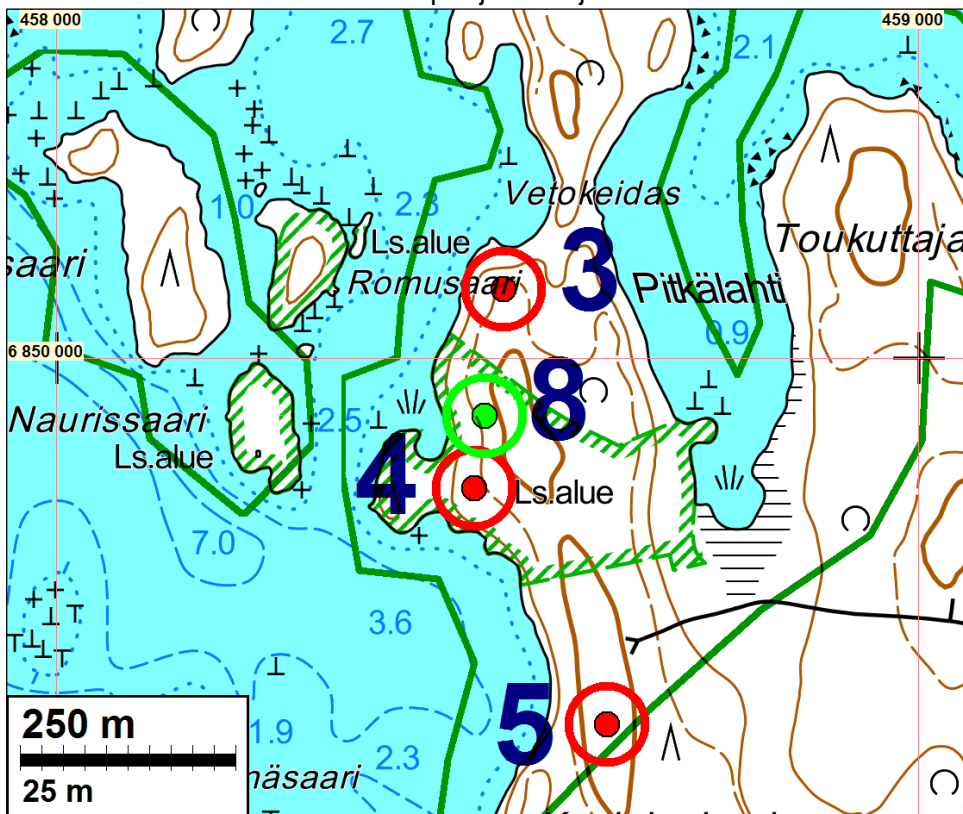 458 000
459 000
2.7
2.1
1.0
2.3
Vetokeidas
Ls.alue
3
Toukuttaja
saari
Romusaari
Pitkälahti
0.9
6 850 000
8
Naurissaari
2.5
Ls.alue
4
Ls.alue
7.0
3.6
5
250 m
1.9
2.3
25 m
mäsaari